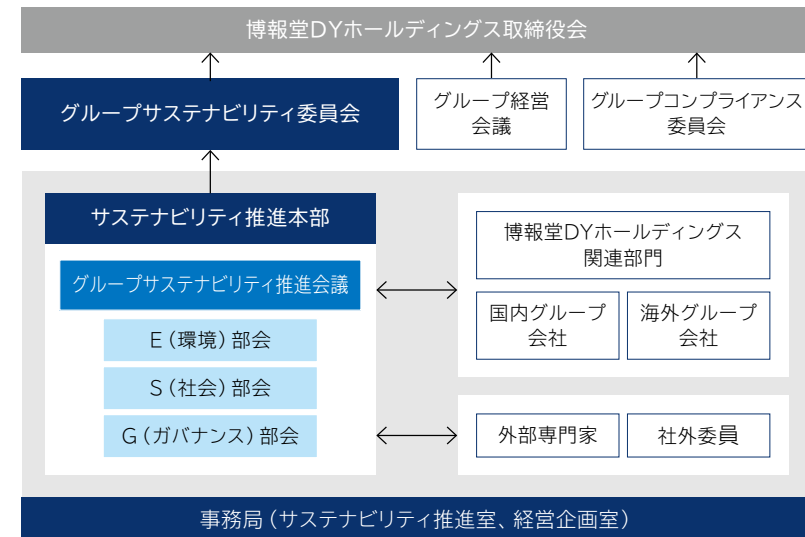 博報堂DYホールディングス取締役会
グループサステナビリティ委員会
グループ経営
会議
グループコンプライアンス
委員会
サステナビリティ推進本部
グループサステナビリティ推進会議
E（環境）部会
S（社会）部会
G（ガバナンス）部会
博報堂DYホールディングス
関連部門
国内グループ
会社
海外グループ
会社
外部専門家
社外委員
事務局（サステナビリティ推進室、経営企画室）